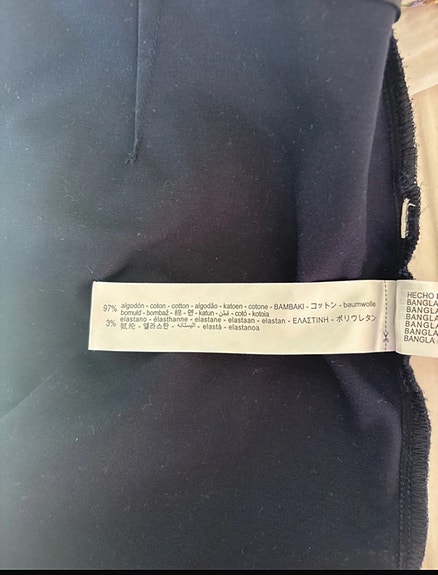 97% algodón - coton - cotton - algodão - katoen - cotone - ΒΑΜΒΑΚΙ - コットン - baumwolle
bomuld - bombaž - 棉 - 면 - katun - قطن - cotó - kotoia
3% elastano - élasthanne - elastane - elastaan - elastan - ΕΛΑΣΤΙΝΗ - ポリウレタン
氨纶 - 엘라스탄 - الیستانه - elastà - elastanoa
HECHO
BANGLA
BANGLA
BANGLA
BANGLA
BANGLA
BANGLA